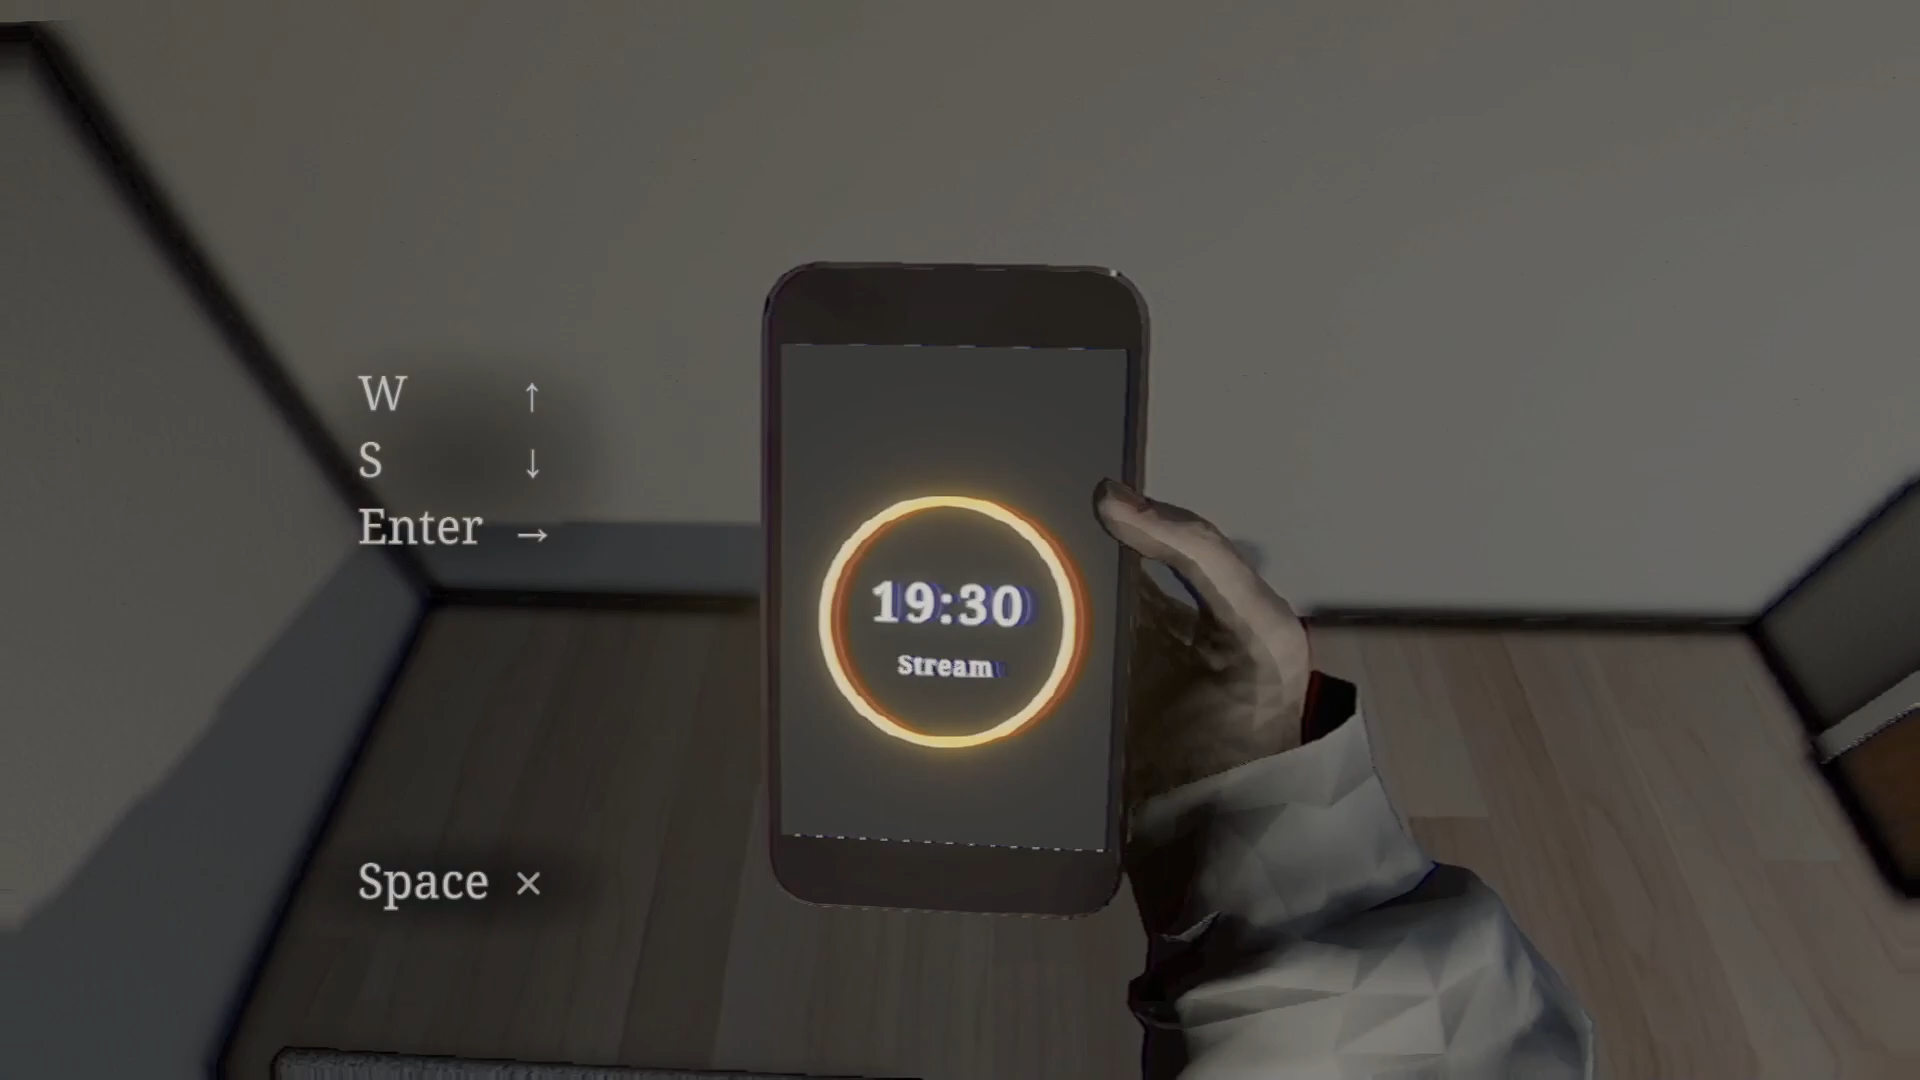 W ↑
S ↓
Enter →
19:30
Stream
Space ×